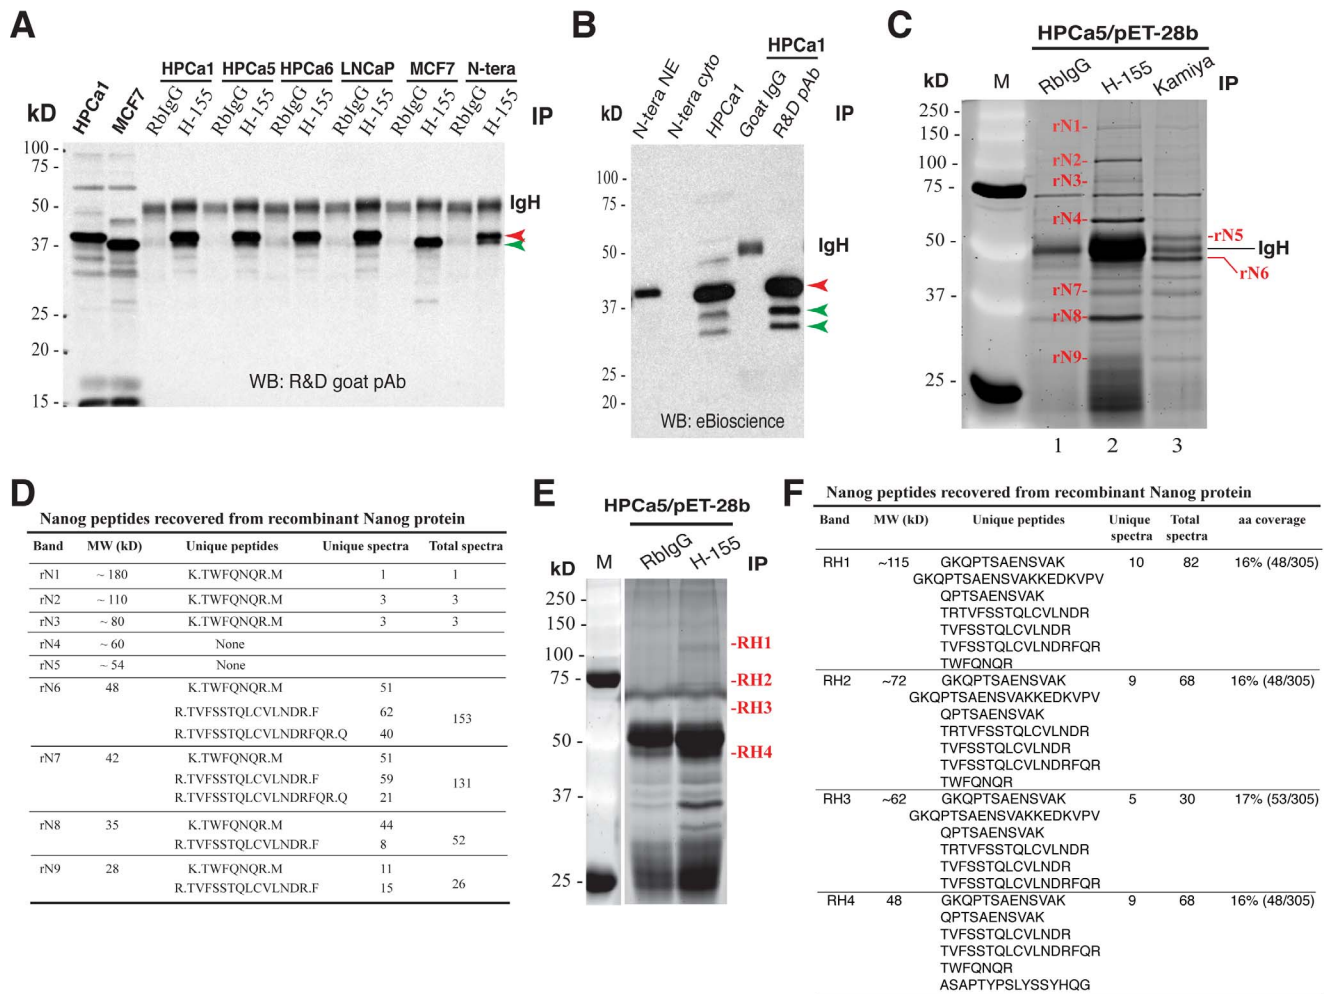 A
HPCa1 HPCa5 HPCa6 LNCaP MCF7 N-tera
kD HPCa1 MCF7 RbIgG H-155 RbIgG H-155 RbIgG H-155 RbIgG H-155 RbIgG H-155 RbIgG H-155 IP
100 -
75 -
50 -
37 -
25 -
20 -
15 -
IgH
WB: R&D goat pAb
B
HPCa1
kD N-tera NE N-tera cyto HPCa1 Goat IgG R&D pAb IP
100 -
75 -
50 -
37 -
25 -
20 -
IgH
WB: eBioscience
C
HPCa5/pET-28b
kD M RbIgG H-155 Kamiya IP
250 -
150 -
100 -
75 -
50 -
37 -
25 -
rN1-
rN2-
rN3-
rN4-
-rN5
IgH
rN6
rN7-
rN8-
rN9-
1 2 3
D
Nanog peptides recovered from recombinant Nanog protein
Band MW (kD) Unique peptides Unique spectra Total spectra
rN1 ~ 180 K.TWFQNQR.M 1 1
rN2 ~ 110 K.TWFQNQR.M 3 3
rN3 ~ 80 K.TWFQNQR.M 3 3
rN4 ~ 60 None
rN5 ~ 54 None
rN6 48 K.TWFQNQR.M 51
R.TVFSSTQLCVLNDR.F 62 153
R.TVFSSTQLCVLNDRFQR.Q 40
rN7 42 K.TWFQNQR.M 51
R.TVFSSTQLCVLNDR.F 59 131
R.TVFSSTQLCVLNDRFQR.Q 21
rN8 35 K.TWFQNQR.M 44
R.TVFSSTQLCVLNDR.F 8 52
rN9 28 K.TWFQNQR.M 11
R.TVFSSTQLCVLNDR.F 15 26
E
HPCa5/pET-28b
kD M RbIgG H-155 IP
250 -
150 -
100 -
75 -
50 -
37 -
25 -
-RH1
-RH2
-RH3
-RH4
F
Nanog peptides recovered from recombinant Nanog protein
Band MW (kD) Unique peptides Unique spectra Total spectra aa coverage
RH1 ~115 GKQPTSAENSVAK 10 82 16% (48/305)
GKQPTSAENSVAKKEDKVPV
QPTSAENSVAK
TRTVFSSTQLCVLNDR
TVFSSTQLCVLNDR
TVFSSTQLCVLNDRFQR
TWFQNQR
RH2 ~72 GKQPTSAENSVAK 9 68 16% (48/305)
GKQPTSAENSVAKKEDKVPV
QPTSAENSVAK
TRTVFSSTQLCVLNDR
TVFSSTQLCVLNDR
TVFSSTQLCVLNDRFQR
TWFQNQR
RH3 ~62 GKQPTSAENSVAK 5 30 17% (53/305)
GKQPTSAENSVAKKEDKVPV
QPTSAENSVAK
TRTVFSSTQLCVLNDR
TVFSSTQLCVLNDR
TVFSSTQLCVLNDRFQR
RH4 48 GKQPTSAENSVAK 9 68 16% (48/305)
QPTSAENSVAK
TVFSSTQLCVLNDR
TVFSSTQLCVLNDRFQR
TWFQNQR
ASAPTYPSLYSSYHQG